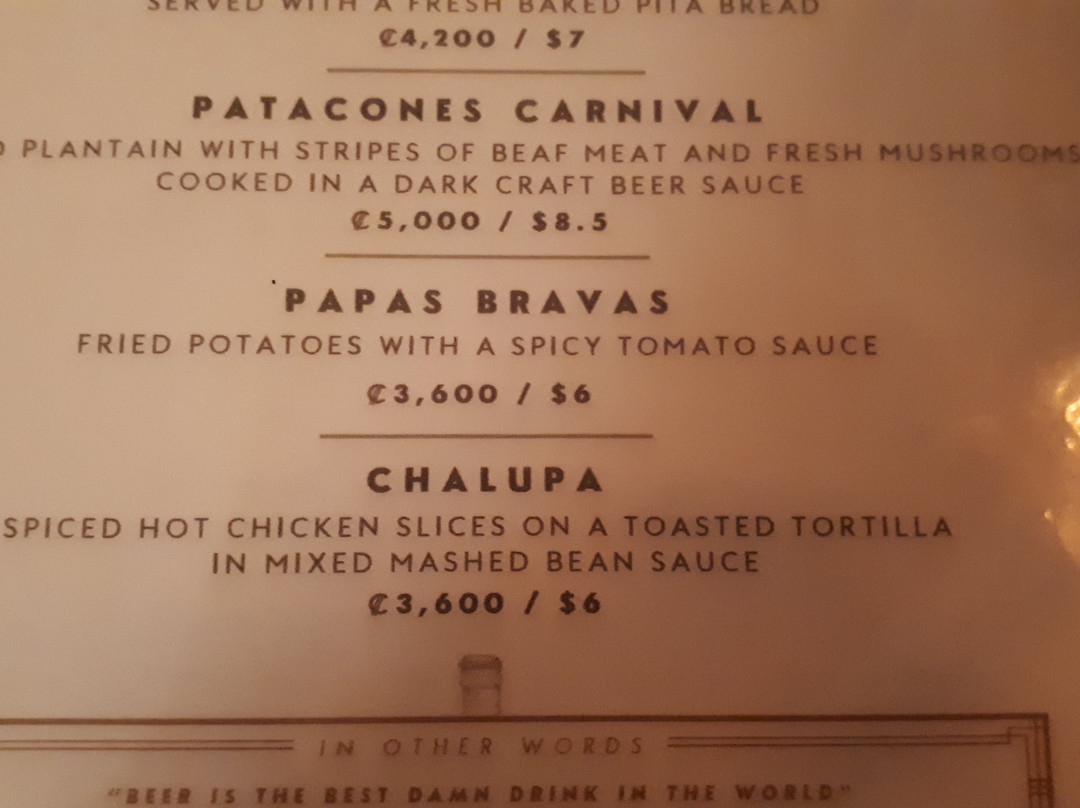 SERVED WITH A FRESH BAKED PITA BREAD
₡4,200 / $7
PATACONES CARNIVAL
PLANTAIN WITH STRIPES OF BEAF MEAT AND FRESH MUSHROOMS
COOKED IN A DARK CRAFT BEER SAUCE
₡5,000 / $8.5
PAPAS BRAVAS
FRIED POTATOES WITH A SPICY TOMATO SAUCE
₡3,600 / $6
CHALUPA
SPICED HOT CHICKEN SLICES ON A TOASTED TORTILLA
IN MIXED MASHED BEAN SAUCE
₡3,600 / $6
IN OTHER WORDS
"BEER IS THE BEST DAMN DRINK IN THE WORLD"